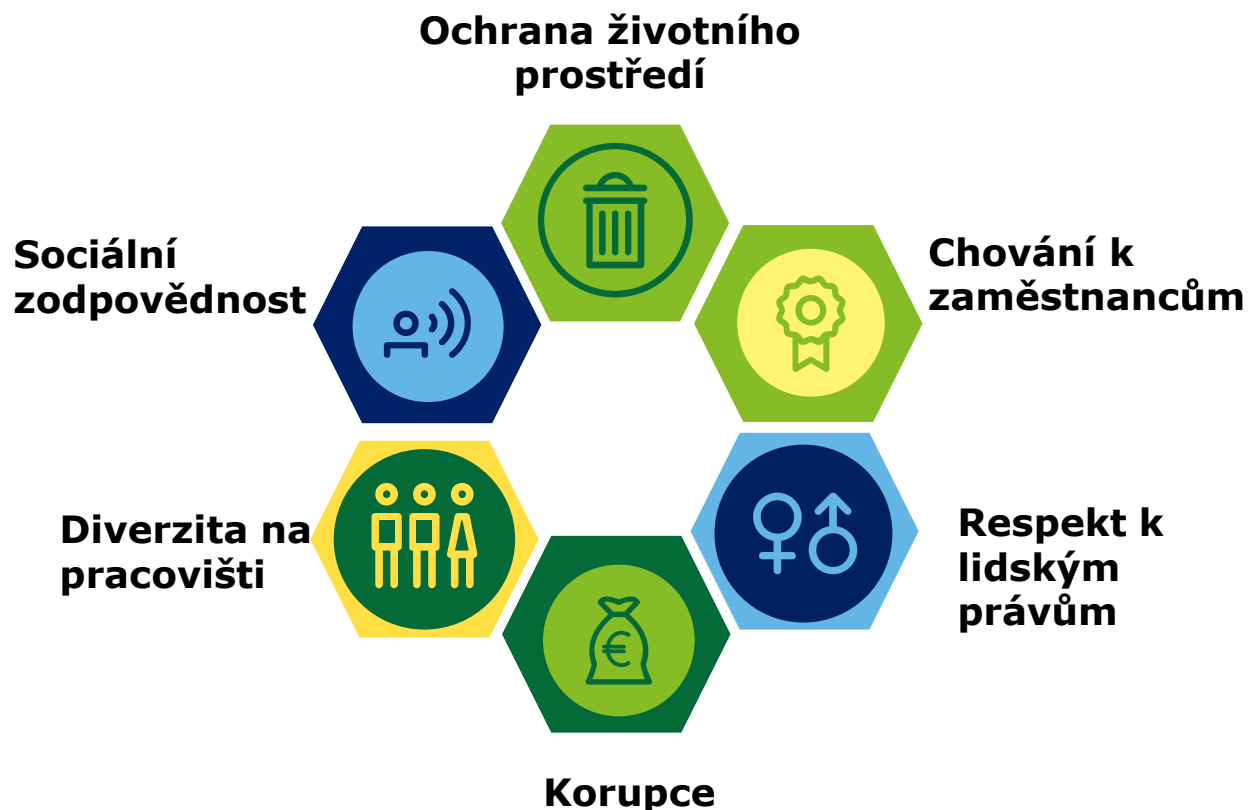 Ochrana životního
prostředí
Sociální
zodpovědnost
Chování k
zaměstnancům
Diverzita na
pracovišti
Respekt k
lidským
právům
€
Korupce